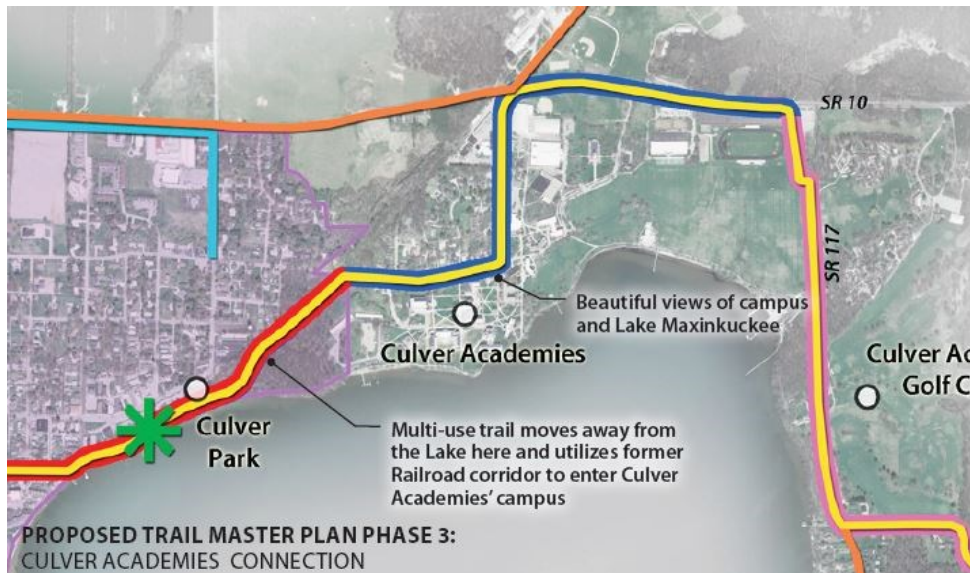 SR 10
SR 117
Beautiful views of campus
and Lake Maxinkuckee
Culver Academies
Culver Ac
Golf C
Culver
Park
Multi-use trail moves away from
the Lake here and utilizes former
Railroad corridor to enter Culver
Academies' campus
PROPOSED TRAIL MASTER PLAN PHASE 3:
CULVER ACADEMIES CONNECTION